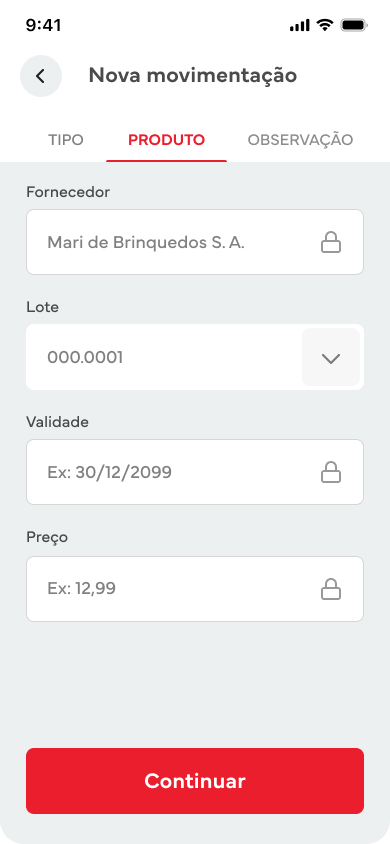 9:41
Nova movimentação
TIPO PRODUTO OBSERVAÇÃO
Fornecedor
Mari de Brinquedos S. A.
Lote
000.0001
Validade
Ex: 30/12/2099
Preço
Ex: 12,99
Continuar